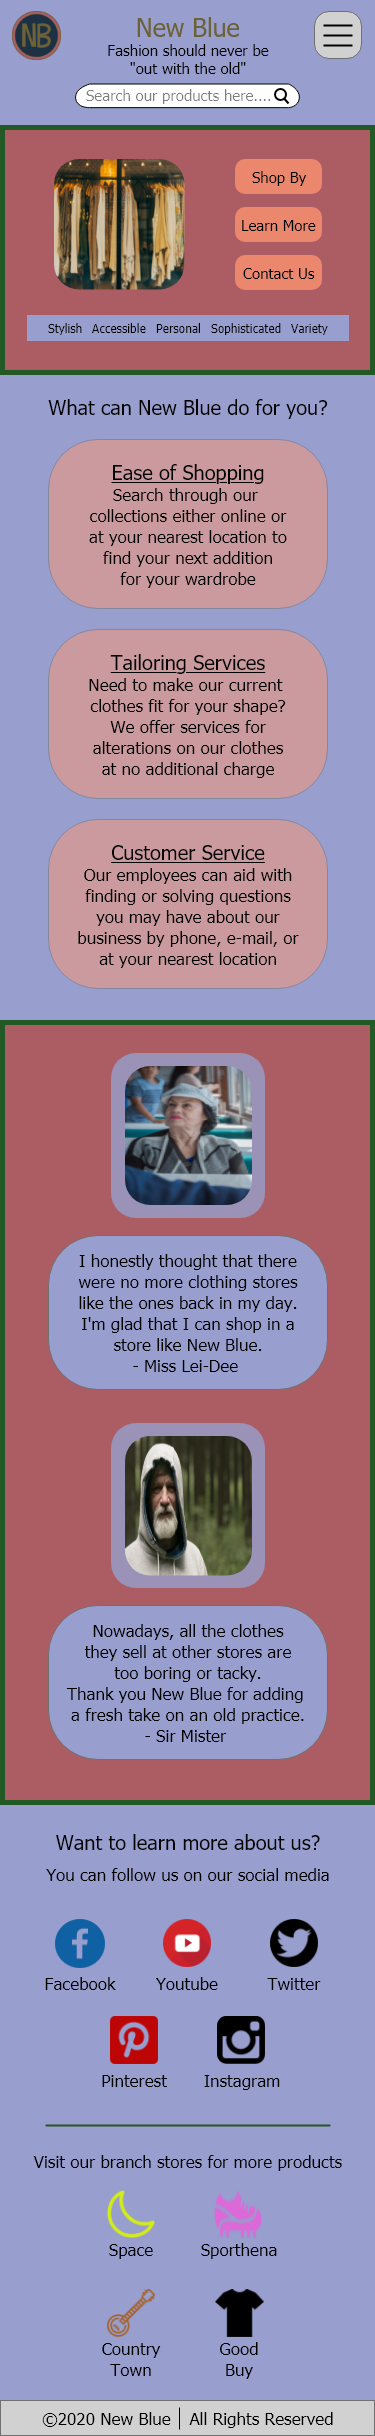 NB
New Blue
Fashion should never be
"out with the old"
Search our products here....
Shop By
Learn More
Contact Us
Stylish Accessible Personal Sophisticated Variety
What can New Blue do for you?
Ease of Shopping
Search through our
collections either online or
at your nearest location to
find your next addition
for your wardrobe
Tailoring Services
Need to make our current
clothes fit for your shape?
We offer services for
alterations on our clothes
at no additional charge
Customer Service
Our employees can aid with
finding or solving questions
you may have about our
business by phone, e-mail, or
at your nearest location
I honestly thought that there
were no more clothing stores
like the ones back in my day.
I'm glad that I can shop in a
store like New Blue.
- Miss Lei-Dee
Nowadays, all the clothes
they sell at other stores are
too boring or tacky.
Thank you New Blue for adding
a fresh take on an old practice.
- Sir Mister
Want to learn more about us?
You can follow us on our social media
Facebook Youtube Twitter
Pinterest Instagram
Visit our branch stores for more products
Space Sporthena
Country Town
Good Buy
©2020 New Blue | All Rights Reserved